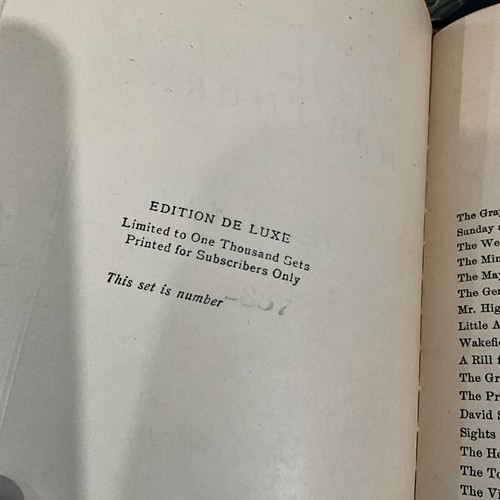 EDITION DE LUXE
Limited to One Thousand Sets
Printed for Subscribers Only
This set is number
The Gray
Sunday a
The We
The Min
The May
The Gen
Mr. Hig
Little A
Wakefie
A Rill f
The Gr
The Pr
David S
Sights
The Ho
The To
The Vi